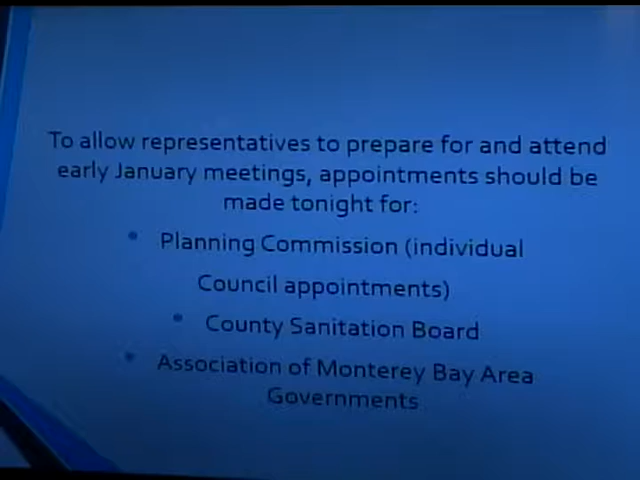 To allow representatives to prepare for and attend
early January meetings, appointments should be
made tonight for:
• Planning Commission (individual
Council appointments)
• County Sanitation Board
• Association of Monterey Bay Area
Governments